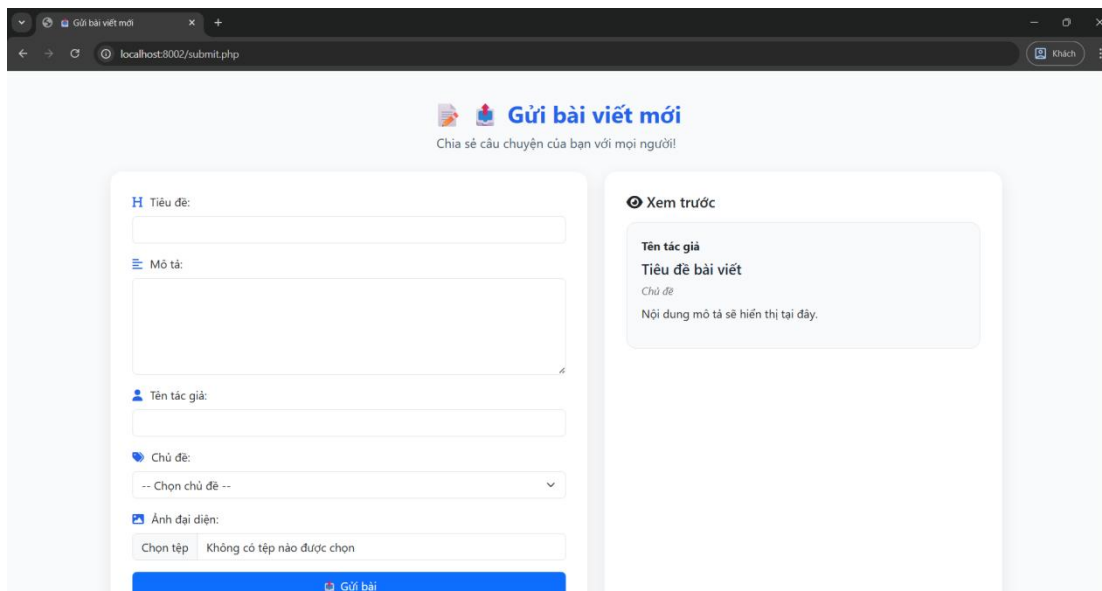 Gửi bài viết mới
localhost:8002/submit.php
Khách
Gửi bài viết mới
Chia sẻ câu chuyện của bạn với mọi người!
H Tiêu đề:
Mô tả:
Tên tác giả:
Chủ đề:
-- Chọn chủ đề --
Ảnh đại diện:
Chọn tệp Không có tệp nào được chọn
Gửi bài
Xem trước
Tên tác giả
Tiêu đề bài viết
Chủ đề
Nội dung mô tả sẽ hiển thị tại đây.